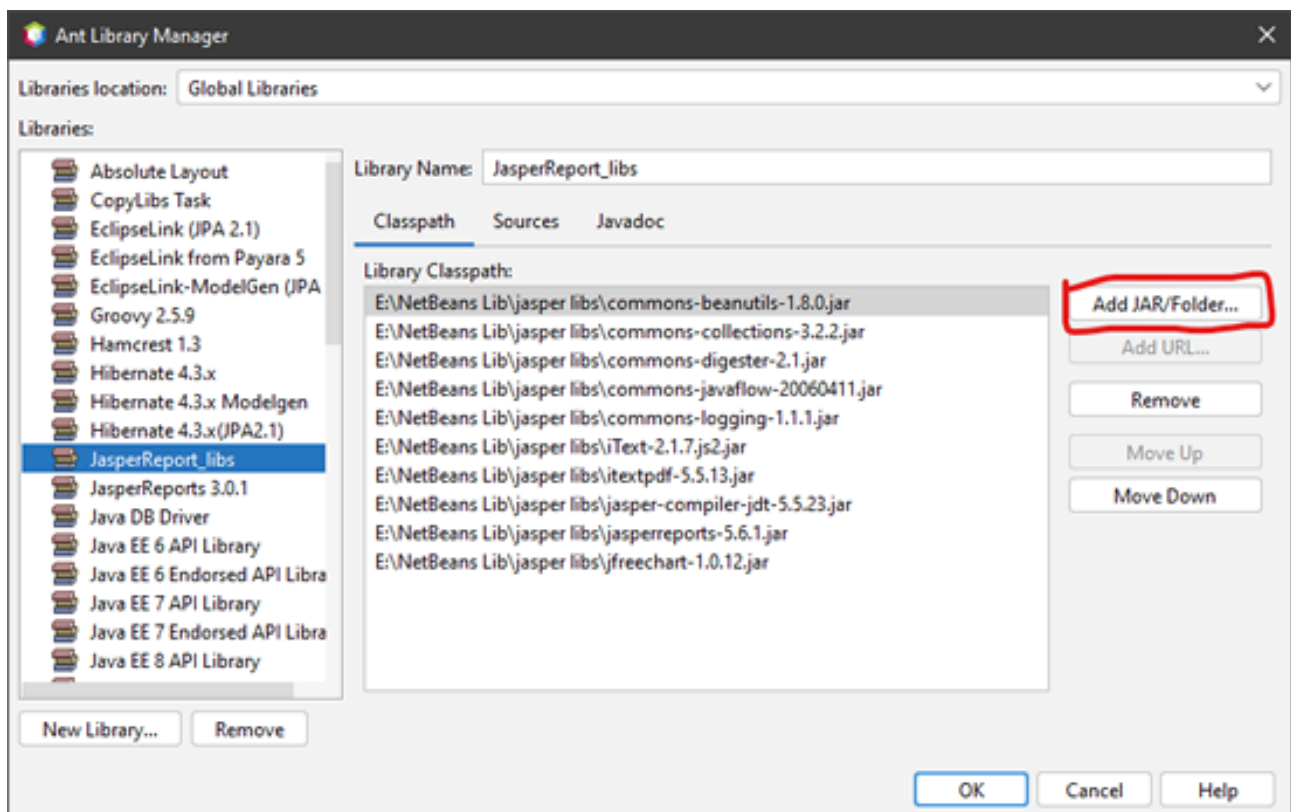 Ant Library Manager
Libraries location: Global Libraries
Libraries:
Absolute Layout
CopyLibs Task
EclipseLink (JPA 2.1)
EclipseLink from Payara 5
EclipseLink-ModelGen (JPA
Groovy 2.5.9
Hamcrest 1.3
Hibernate 4.3.x
Hibernate 4.3.x Modelgen
Hibernate 4.3.x(JPA2.1)
JasperReport_libs
JasperReports 3.0.1
Java DB Driver
Java EE 6 API Library
Java EE 6 Endorsed API Libra
Java EE 7 API Library
Java EE 7 Endorsed API Libra
Java EE 8 API Library
New Library... Remove
Library Name: JasperReport_libs
Classpath Sources Javadoc
Library Classpath:
E:\NetBeans Lib\jasper libs\commons-beanutils-1.8.0.jar
E:\NetBeans Lib\jasper libs\commons-collections-3.2.2.jar
E:\NetBeans Lib\jasper libs\commons-digester-2.1.jar
E:\NetBeans Lib\jasper libs\commons-javaflow-20060411.jar
E:\NetBeans Lib\jasper libs\commons-logging-1.1.1.jar
E:\NetBeans Lib\jasper libs\iText-2.1.7.js2.jar
E:\NetBeans Lib\jasper libs\itextpdf-5.5.13.jar
E:\NetBeans Lib\jasper libs\jasper-compiler-jdt-5.5.23.jar
E:\NetBeans Lib\jasper libs\jasperreports-5.6.1.jar
E:\NetBeans Lib\jasper libs\jfreechart-1.0.12.jar
Add JAR/Folder...
Add URL...
Remove
Move Up
Move Down
OK Cancel Help